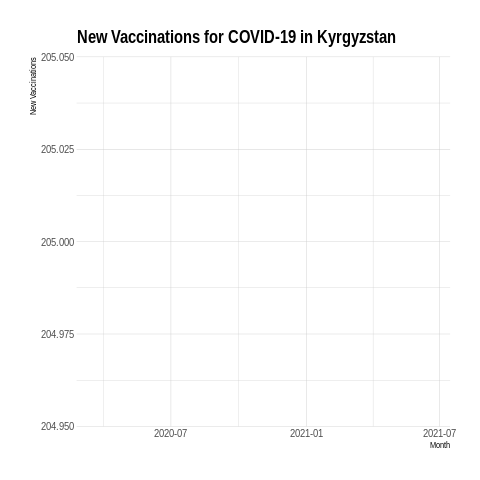 New Vaccinations for COVID-19 in Kyrgyzstan
New Vaccinations
205.050
205.025
205.000
204.975
204.950
2020-07 2021-01 2021-07
Month